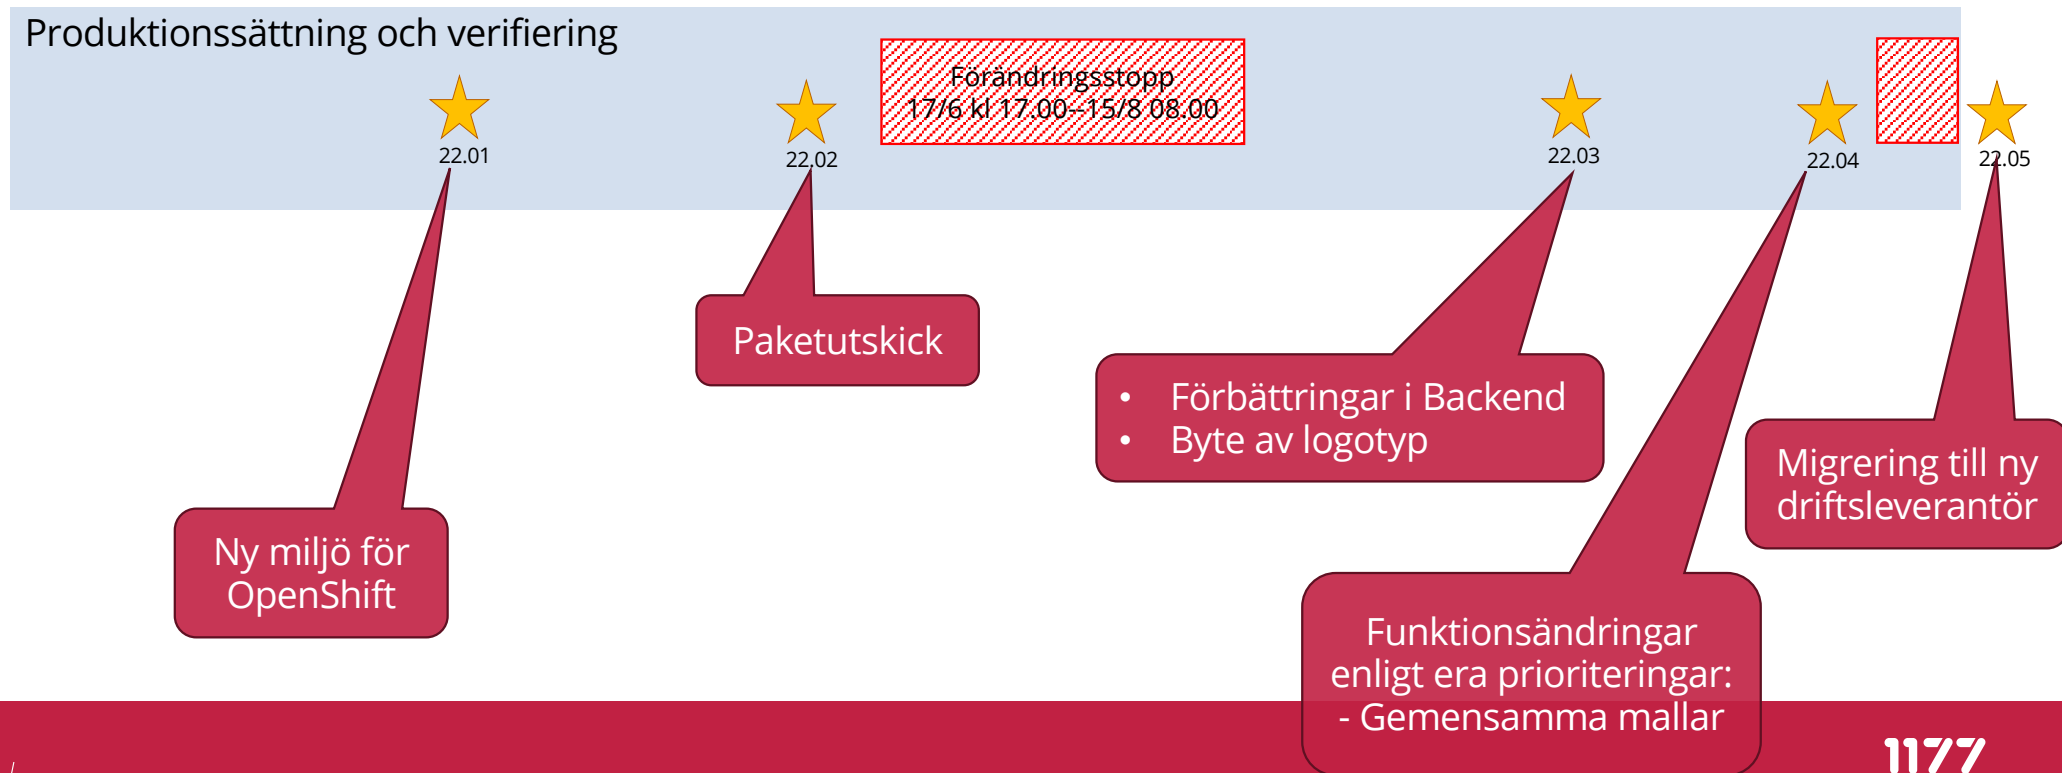 Produktionssättning och verifiering
Förändringsstopp
17/6 kl 17.00--15/8 08.00
22.01
22.02
22.03
22.04
22.05
Paketutskick
• Förbättringar i Backend
• Byte av logotyp
Migrering till ny
driftsleverantör
Ny miljö för
OpenShift
Funktionsändringar
enligt era prioriteringar:
- Gemensamma mallar
1177
/